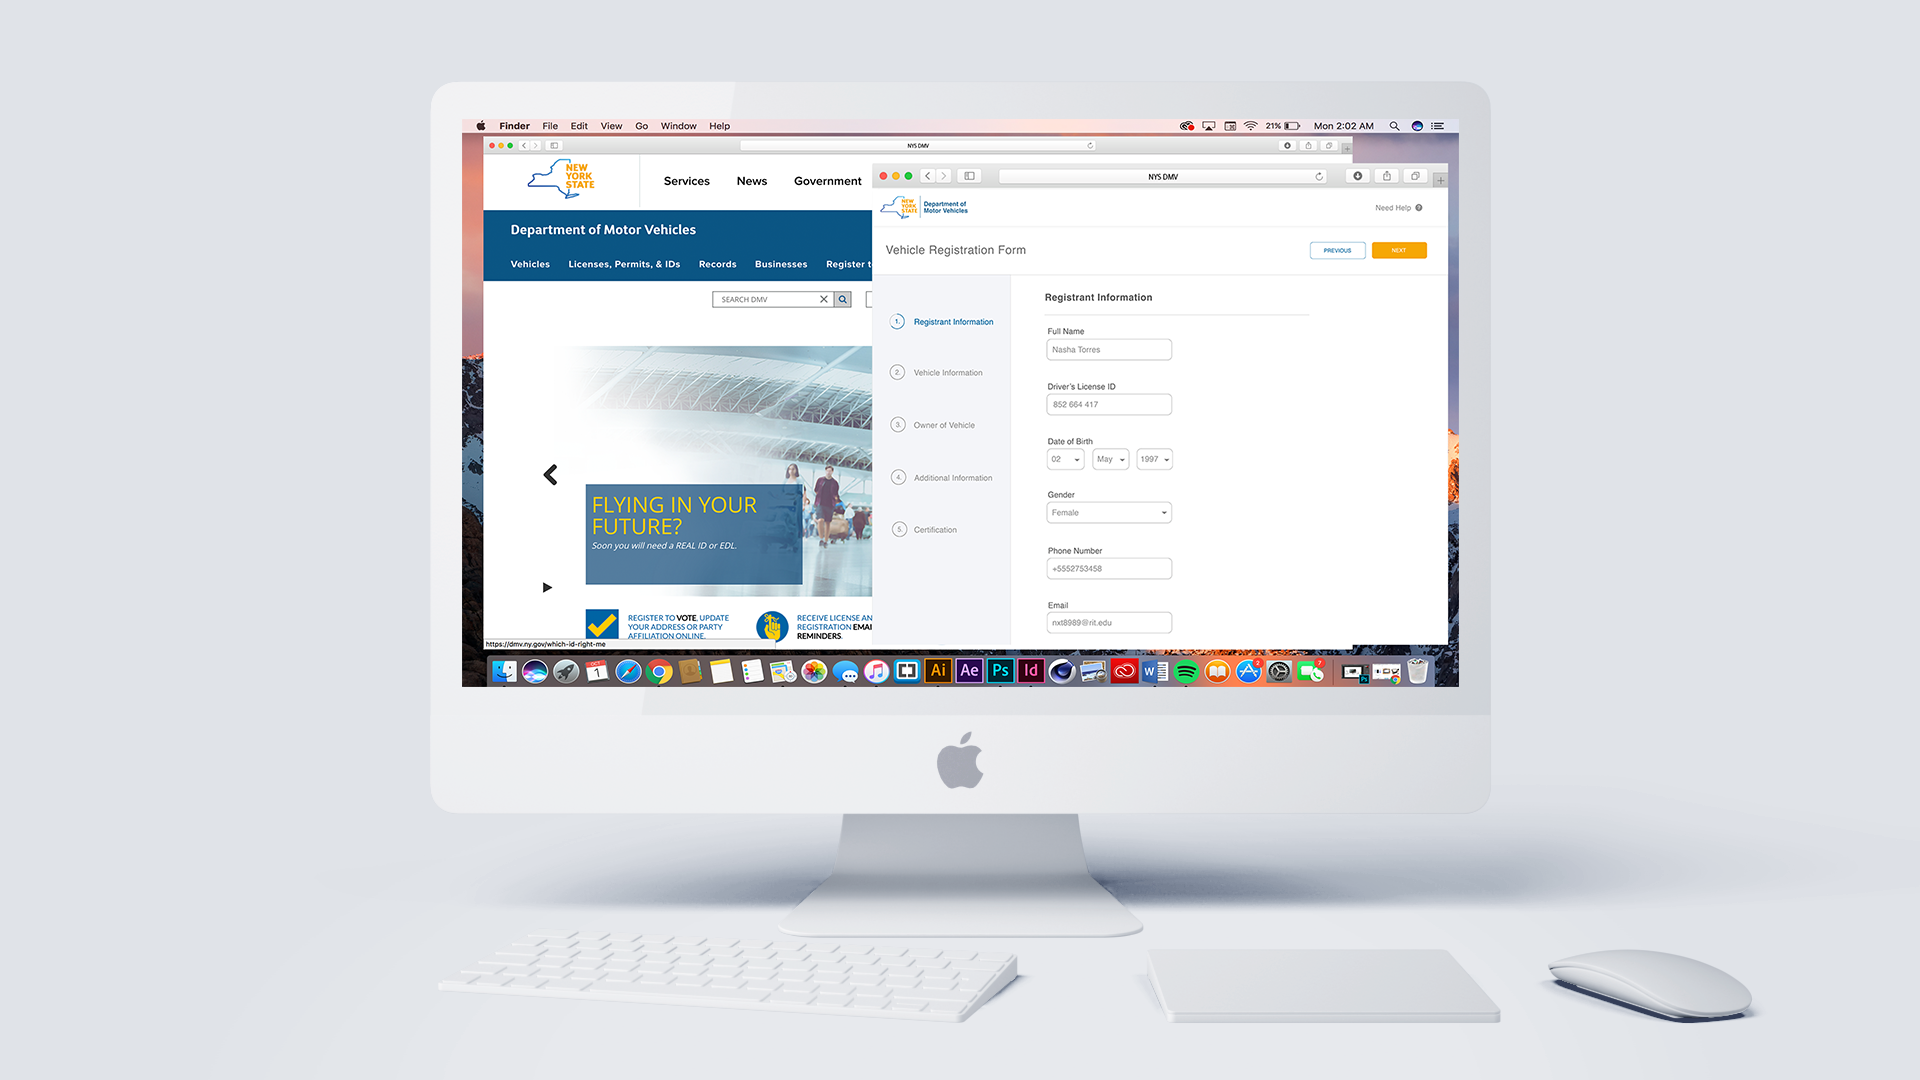 Finder File Edit View Go Window Help
21% Mon 2:02 AM
NYS DMV
NEW
YORK
STATE
Services News Government
Department of Motor Vehicles
Vehicles Licenses, Permits, & IDs Records Businesses Register t
SEARCH DMV
FLYING IN YOUR
FUTURE?
Soon you will need a REAL ID or EDL.
REGISTER TO VOTE, UPDATE
YOUR ADDRESS OR PARTY
AFFILIATION ONLINE.
RECEIVE LICENSE AN
REGISTRATION EMAI
REMINDERS.
https://dmv.ny.gov/which-id-right-me
NYS DMV
NEW
YORK
STATE
Department of
Motor Vehicles
Need Help ?
Vehicle Registration Form
PREVIOUS
NEXT
1. Registrant Information
2. Vehicle Information
3. Owner of Vehicle
4. Additional Information
5. Certification
Registrant Information
Full Name
Nasha Torres
Driver's License ID
852 664 417
Date of Birth
02 May 1997
Gender
Female
Phone Number
+5552753458
Email
nxt8989@rit.edu
OCT
1
Ai Ae Ps Id W
2
7